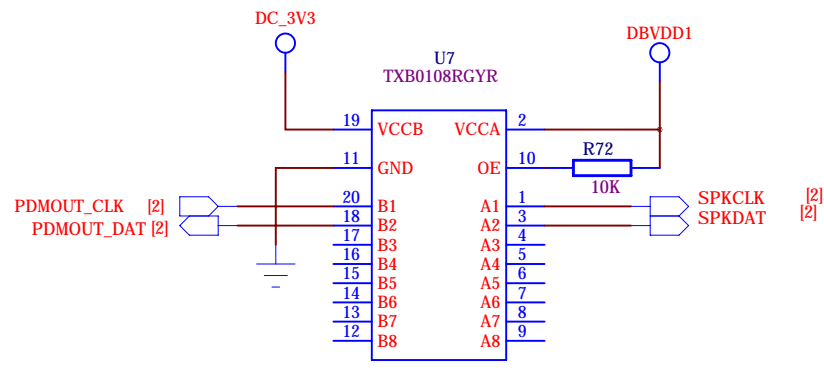 DC_3V3
DBVDD1
U7
TXB0108RGYR
19 VCCB VCCA 2
11 GND OE 10 R72
10K
PDMOUT_CLK [2] 20 B1 A1 1 SPKCLK [2]
PDMOUT_DAT [2] 18 B2 A2 3 SPKDAT [2]
17 B3 A3 4
16 B4 A4 5
15 B5 A5 6
14 B6 A6 7
13 B7 A7 8
12 B8 A8 9